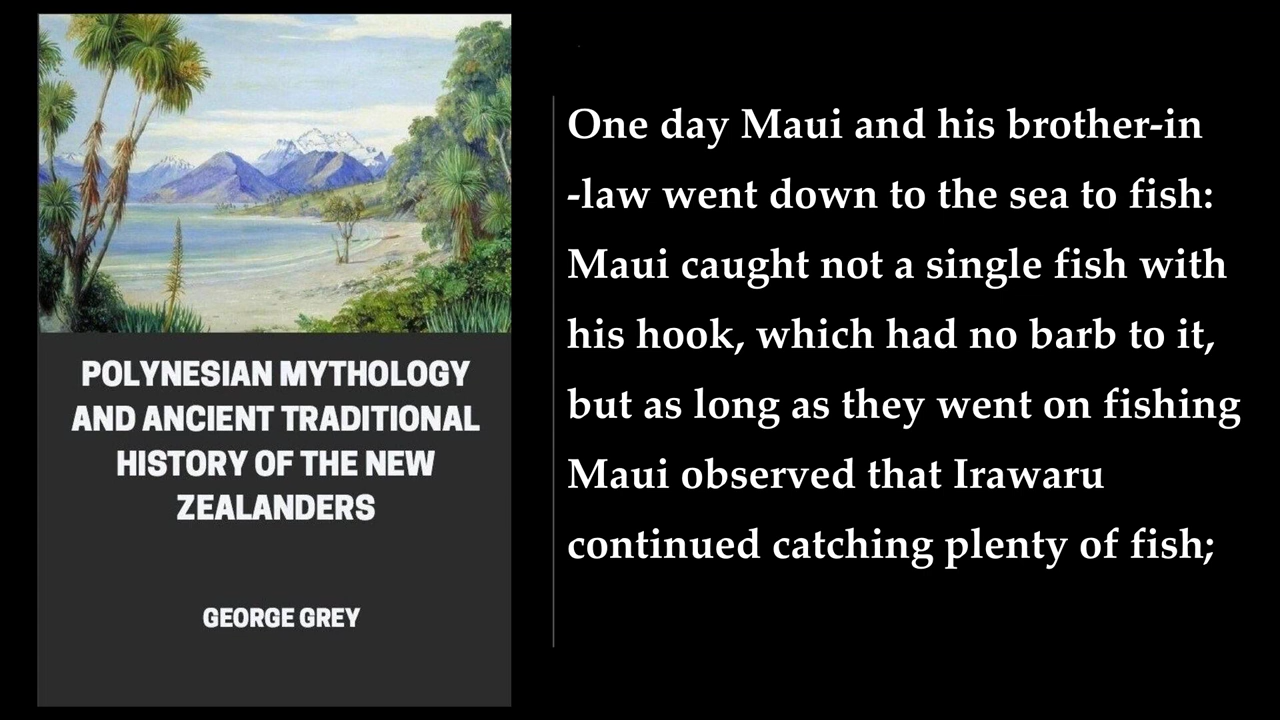 POLYNESIAN MYTHOLOGY
AND ANCIENT TRADITIONAL
HISTORY OF THE NEW
ZEALANDERS
GEORGE GREY
One day Maui and his brother-in
-law went down to the sea to fish:
Maui caught not a single fish with
his hook, which had no barb to it,
but as long as they went on fishing
Maui observed that Irawaru
continued catching plenty of fish;